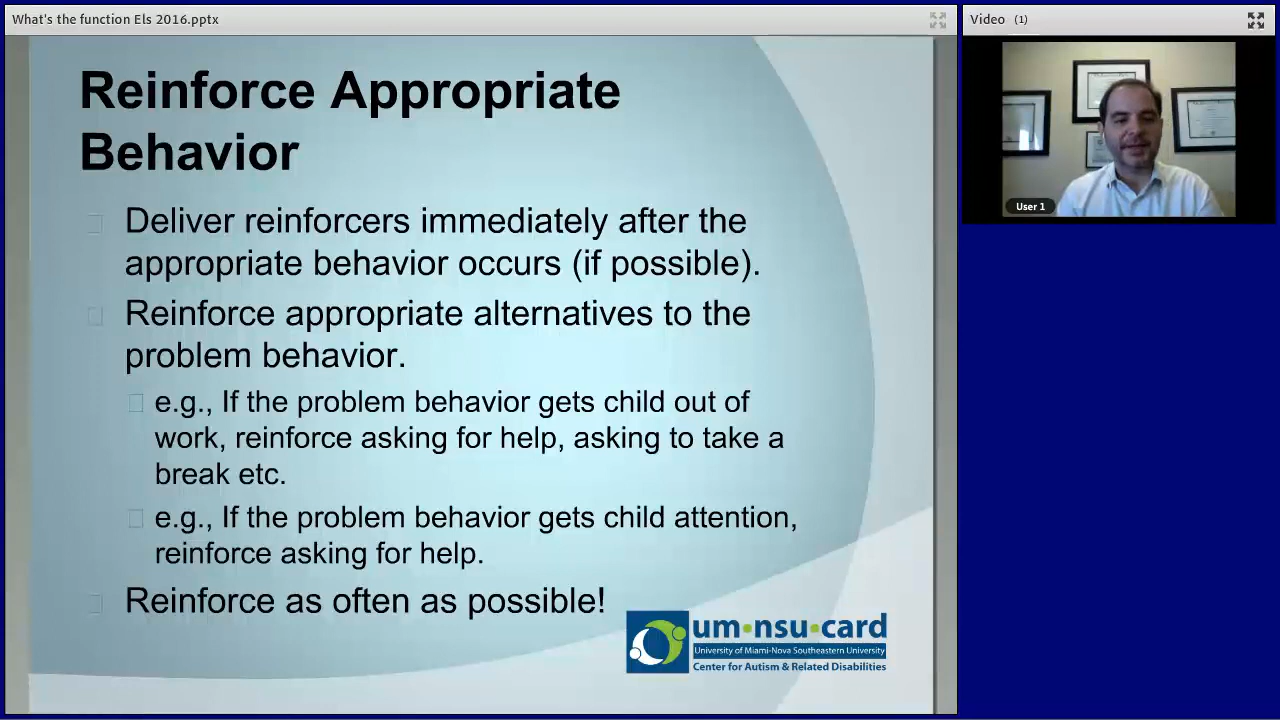 What's the function Els 2016.pptx
Video (1)
Reinforce Appropriate
Behavior
Deliver reinforcers immediately after the
appropriate behavior occurs (if possible).
Reinforce appropriate alternatives to the
problem behavior.
e.g., If the problem behavior gets child out of
work, reinforce asking for help, asking to take a
break etc.
e.g., If the problem behavior gets child attention,
reinforce asking for help.
Reinforce as often as possible!
um•nsu•card
University of Miami-Nova Southeastern University
Center for Autism & Related Disabilities
User 1